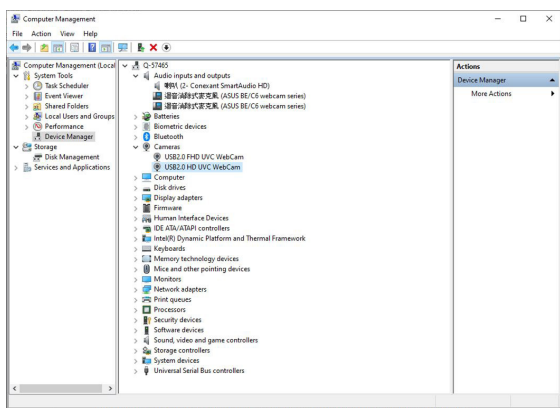 Computer Management
File Action View Help
Computer Management (Local
System Tools
Task Scheduler
Event Viewer
Shared Folders
Local Users and Groups
Performance
Device Manager
Storage
Disk Management
Services and Applications
Q-57465
Audio inputs and outputs
喇叭 (2- Conexant SmartAudio HD)
(ASUS BE/C6 webcam series)
(ASUS BE/C6 webcam series)
Batteries
Biometric devices
Bluetooth
Cameras
USB2.0 FHD UVC WebCam
USB2.0 HD UVC WebCam
Computer
Disk drives
Display adapters
Firmware
Human Interface Devices
IDE ATA/ATAPI controllers
Intel(R) Dynamic Platform and Thermal Framework
Keyboards
Memory technology devices
Mice and other pointing devices
Monitors
Network adapters
Print queues
Processors
Security devices
Software devices
Sound, video and game controllers
Storage controllers
System devices
Universal Serial Bus controllers
Actions
Device Manager
More Actions